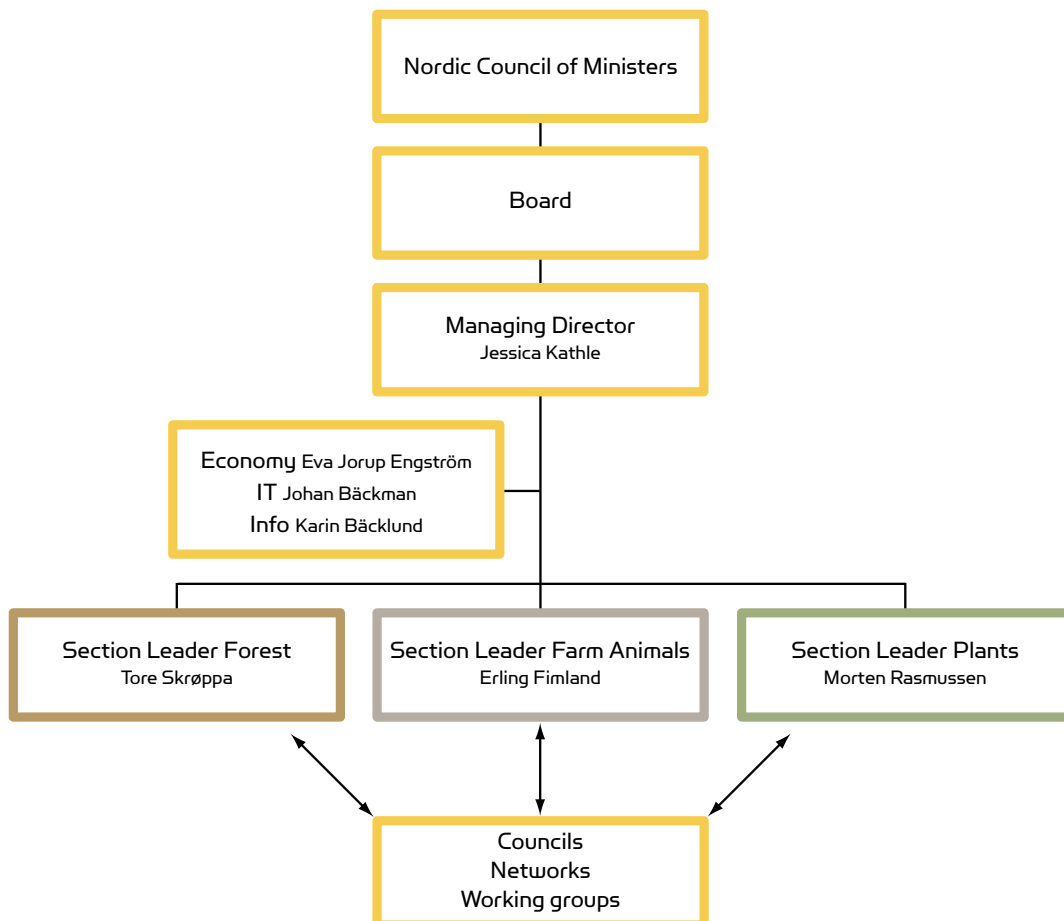 Nordic Council of Ministers
Board
Managing Director
Jessica Kathle
Economy Eva Jorup Engström
IT Johan Bäckman
Info Karin Bäcklund
Section Leader Forest
Tore Skrøppa
Section Leader Farm Animals
Erling Fimland
Section Leader Plants
Morten Rasmussen
Councils
Networks
Working groups